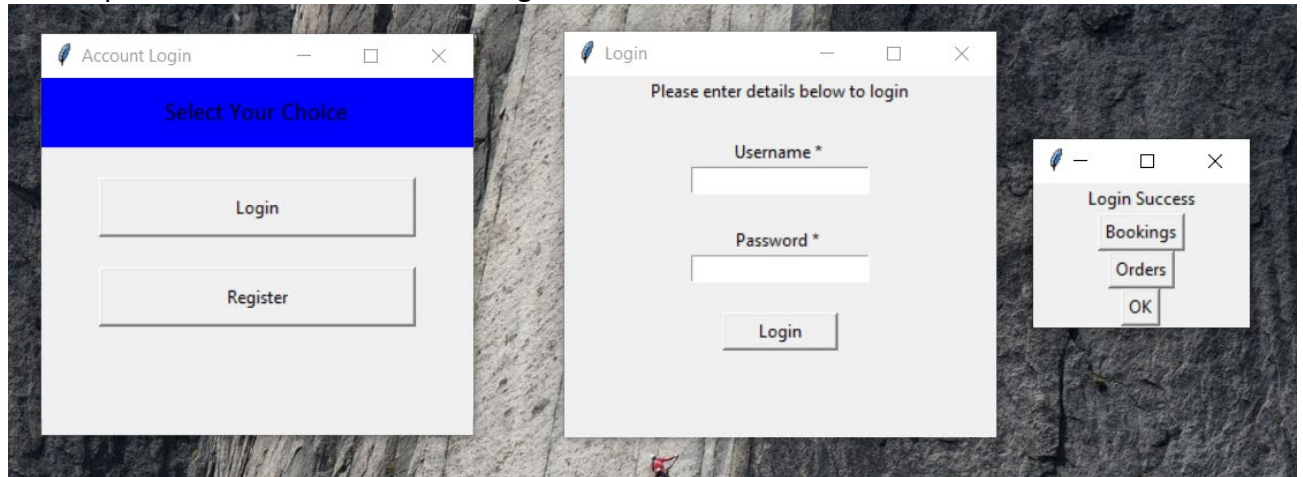 Account Login
Select Your Choice
Login
Register
Login
Please enter details below to login
Username *
Password *
Login
Login Success
Bookings
Orders
OK